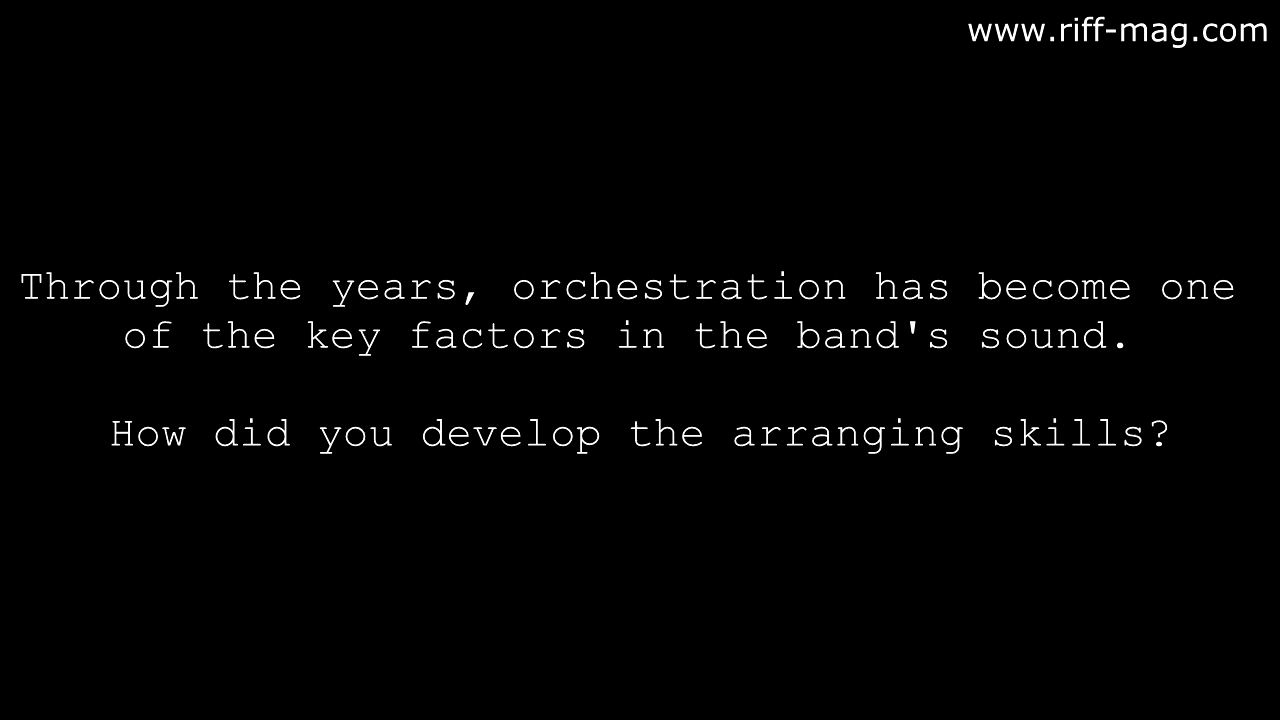 www.riff-mag.com
Through the years, orchestration has become one
of the key factors in the band's sound.
How did you develop the arranging skills?